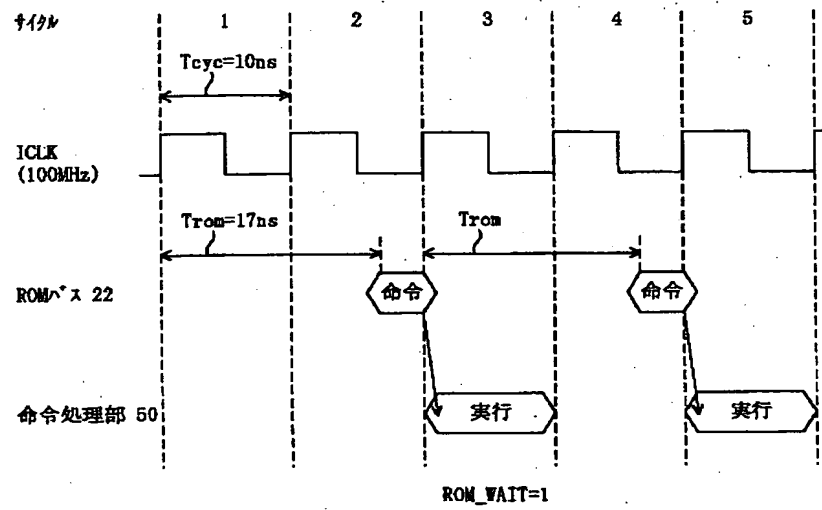 サイクル 1 2 3 4 5
Tcyc=10ns
ICLK
(100MHz)
Trom=17ns Trom
ROMバス 22 命令 命令
命令処理部 50 実行 実行
ROM_WAIT=1